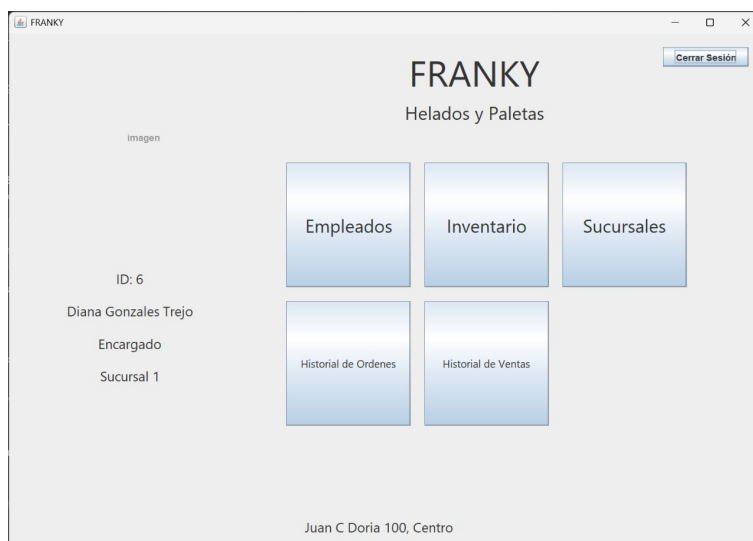 FRANKY
Cerrar Sesión
FRANKY
Helados y Paletas
imagen
Empleados
Inventario
Sucursales
ID: 6
Diana Gonzales Trejo
Encargado
Sucursal 1
Historial de Ordenes
Historial de Ventas
Juan C Doria 100, Centro